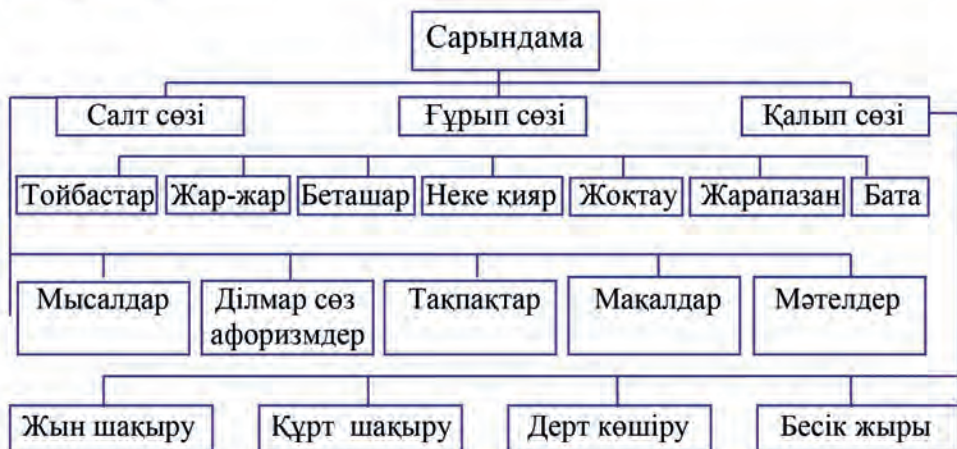 Сарындама
Салт сөзі
Ғұрып сөзі
Қалып сөзі
Тойбастар
Жар-жар
Беташар
Неке қияр
Жоқтау
Жарапазан
Бата
Мысалдар
Ділмар сөз
афоризмдер
Тақпақтар
Мақалдар
Мәтелдер
Жын шақыру
Құрт шақыру
Дерт көшіру
Бесік жыры